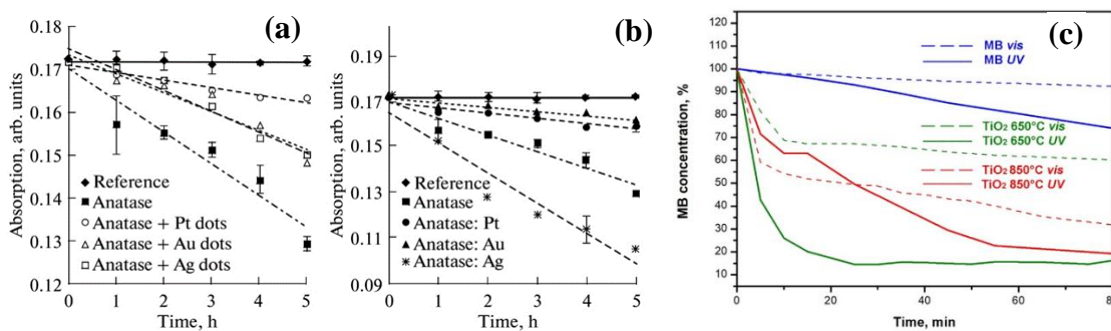 (a)
0.18
0.17
0.16
0.15
0.14
0.13
0.12
Absorption, arb. units
Reference
Anatase
Anatase + Pt dots
Anatase + Au dots
Anatase + Ag dots
0 1 2 3 4 5
Time, h
(b)
0.19
0.17
0.15
0.13
0.11
0.09
Absorption, arb. units
Reference
Anatase
Anatase: Pt
Anatase: Au
Anatase: Ag
0 1 2 3 4 5
Time, h
(c)
120
110
100
90
80
70
60
50
40
30
20
10
MB concentration, %
MB vis
MB UV
TiO₂ 650°C vis
TiO₂ 650°C UV
TiO₂ 850°C vis
TiO₂ 850°C UV
0 20 40 60 80
Time, min